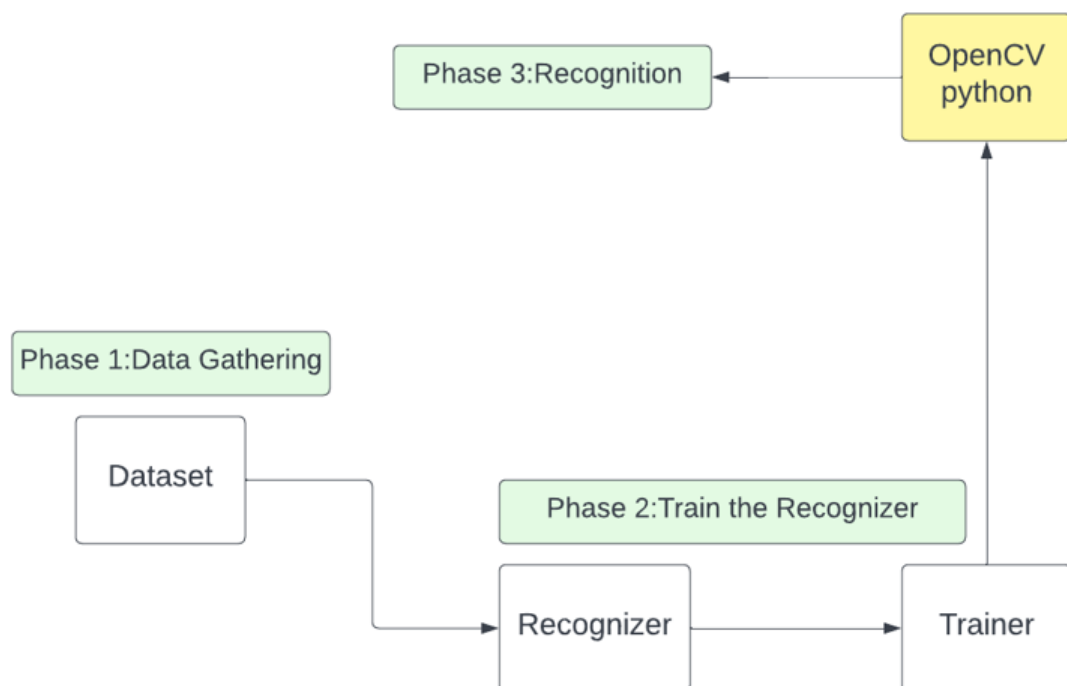 OpenCV
python
Phase 3:Recognition
Phase 1:Data Gathering
Dataset
Phase 2:Train the Recognizer
Recognizer
Trainer